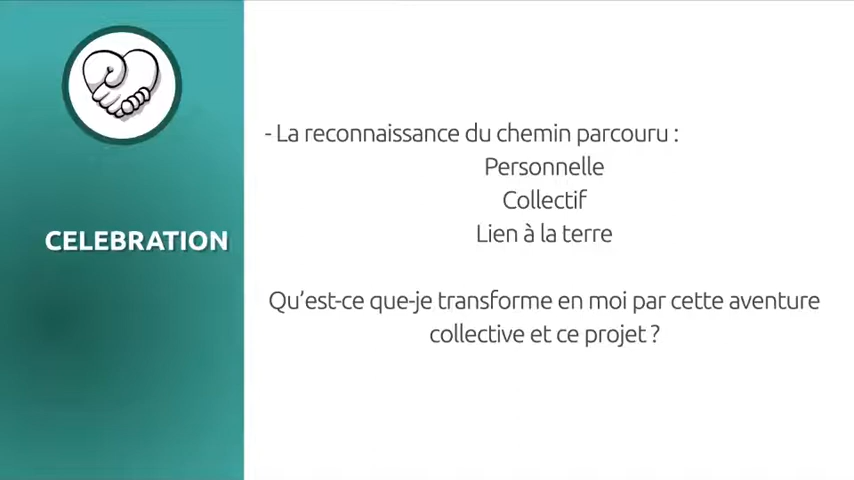 CELEBRATION
- La reconnaissance du chemin parcouru :
Personnelle
Collectif
Lien à la terre
Qu’est-ce que-je transforme en moi par cette aventure
collective et ce projet ?